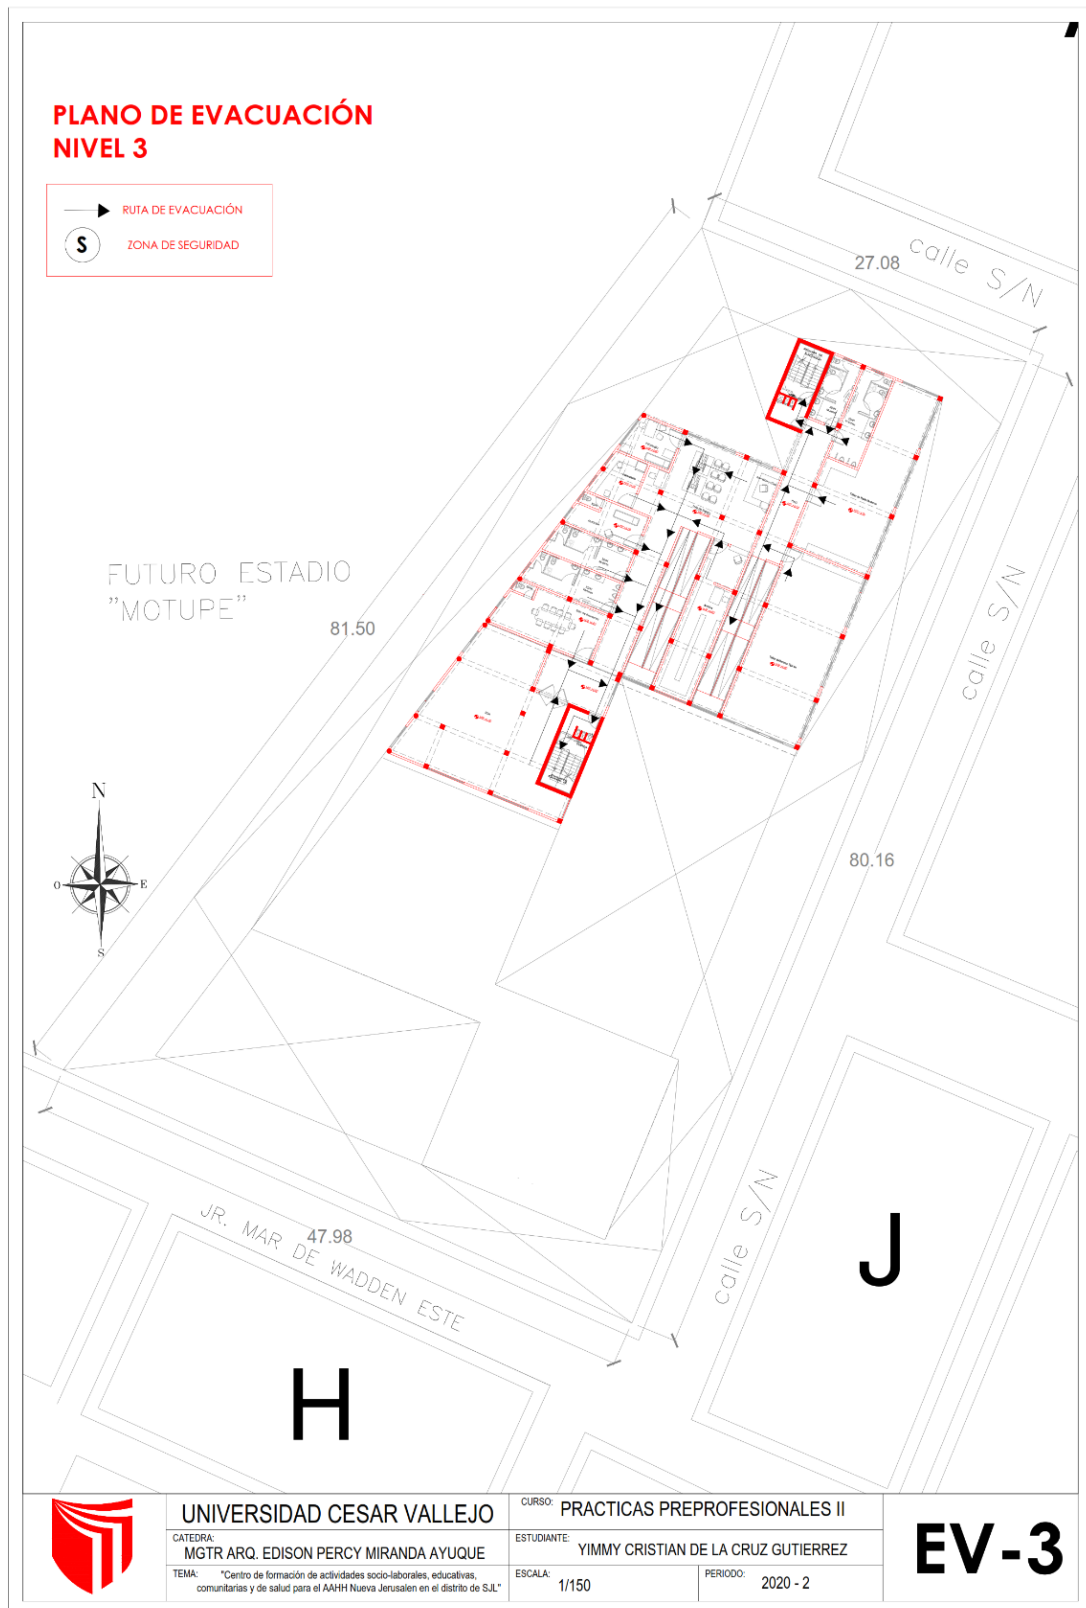 PLANO DE EVACUACIÓN
NIVEL 3
RUTA DE EVACUACIÓN
S
ZONA DE SEGURIDAD
27.08
calle S/N
FUTURO ESTADIO
"MOTUPE"
81.50
calle S/N
80.16
N
O
E
S
calle S/N
J
JR. MAR DE WADDEN ESTE
47.98
H
UNIVERSIDAD CESAR VALLEJO
CATEDRA:
MGTR ARQ. EDISON PERCY MIRANDA AYUQUE
TEMA: "Centro de formación de actividades socio-laborales, educativas,
comunitarias y de salud para el AAHH Nueva Jerusalen en el distrito de SJL"
CURSO: PRACTICAS PREPROFESIONALES II
ESTUDIANTE:
YIMMY CRISTIAN DE LA CRUZ GUTIERREZ
ESCALA: 1/150
PERIODO: 2020 - 2
EV-3